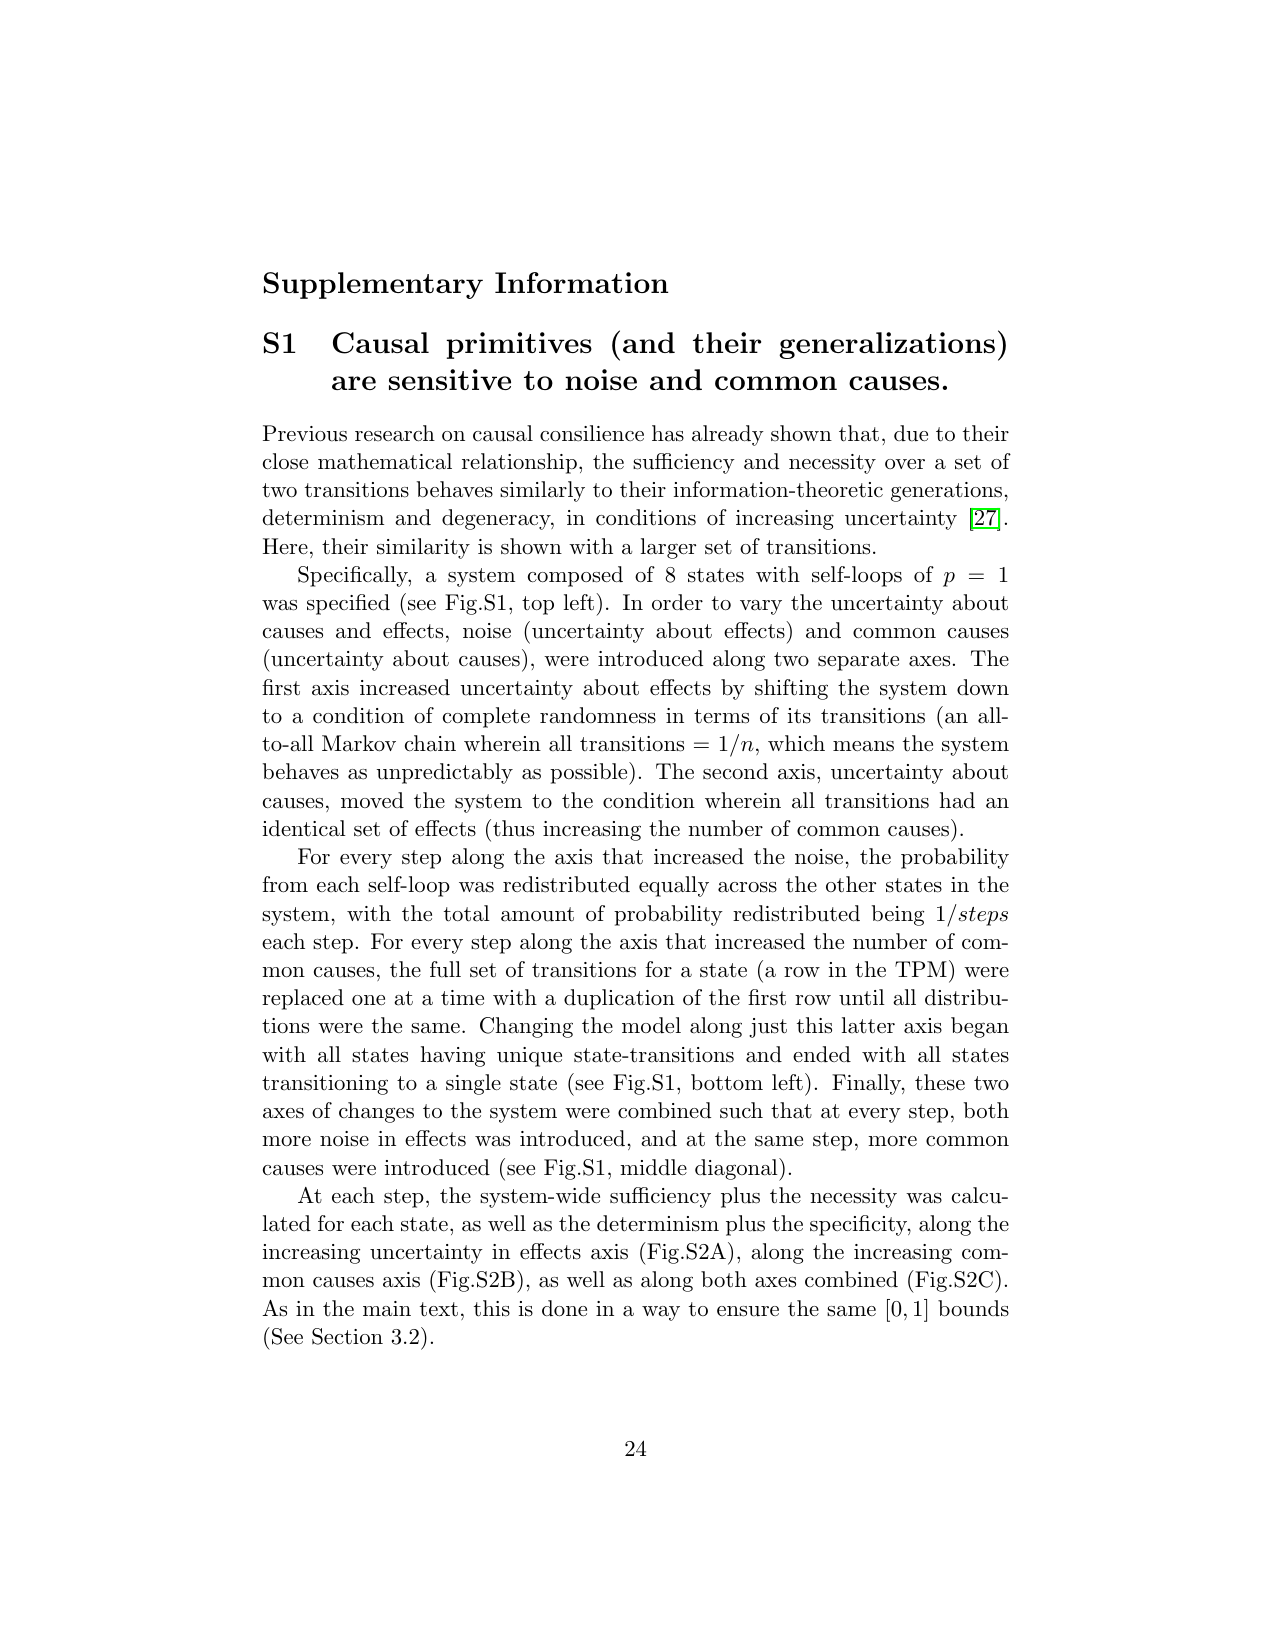 Supplementary Information
S1 Causal primitives (and their generalizations)
are sensitive to noise and common causes.
Previous research on causal consilience has already shown that, due to their
close mathematical relationship, the sufficiency and necessity over a set of
two transitions behaves similarly to their information-theoretic generations,
determinism and degeneracy, in conditions of increasing uncertainty [27].
Here, their similarity is shown with a larger set of transitions.
Specifically, a system composed of 8 states with self-loops of p = 1
was specified (see Fig.S1, top left). In order to vary the uncertainty about
causes and effects, noise (uncertainty about effects) and common causes
(uncertainty about causes), were introduced along two separate axes. The
first axis increased uncertainty about effects by shifting the system down
to a condition of complete randomness in terms of its transitions (an all-
to-all Markov chain wherein all transitions = 1/n, which means the system
behaves as unpredictably as possible). The second axis, uncertainty about
causes, moved the system to the condition wherein all transitions had an
identical set of effects (thus increasing the number of common causes).
For every step along the axis that increased the noise, the probability
from each self-loop was redistributed equally across the other states in the
system, with the total amount of probability redistributed being 1/steps
each step. For every step along the axis that increased the number of com-
mon causes, the full set of transitions for a state (a row in the TPM) were
replaced one at a time with a duplication of the first row until all distribu-
tions were the same. Changing the model along just this latter axis began
with all states having unique state-transitions and ended with all states
transitioning to a single state (see Fig.S1, bottom left). Finally, these two
axes of changes to the system were combined such that at every step, both
more noise in effects was introduced, and at the same step, more common
causes were introduced (see Fig.S1, middle diagonal).
At each step, the system-wide sufficiency plus the necessity was calcu-
lated for each state, as well as the determinism plus the specificity, along the
increasing uncertainty in effects axis (Fig.S2A), along the increasing com-
mon causes axis (Fig.S2B), as well as along both axes combined (Fig.S2C).
As in the main text, this is done in a way to ensure the same [0, 1] bounds
(See Section 3.2).
24